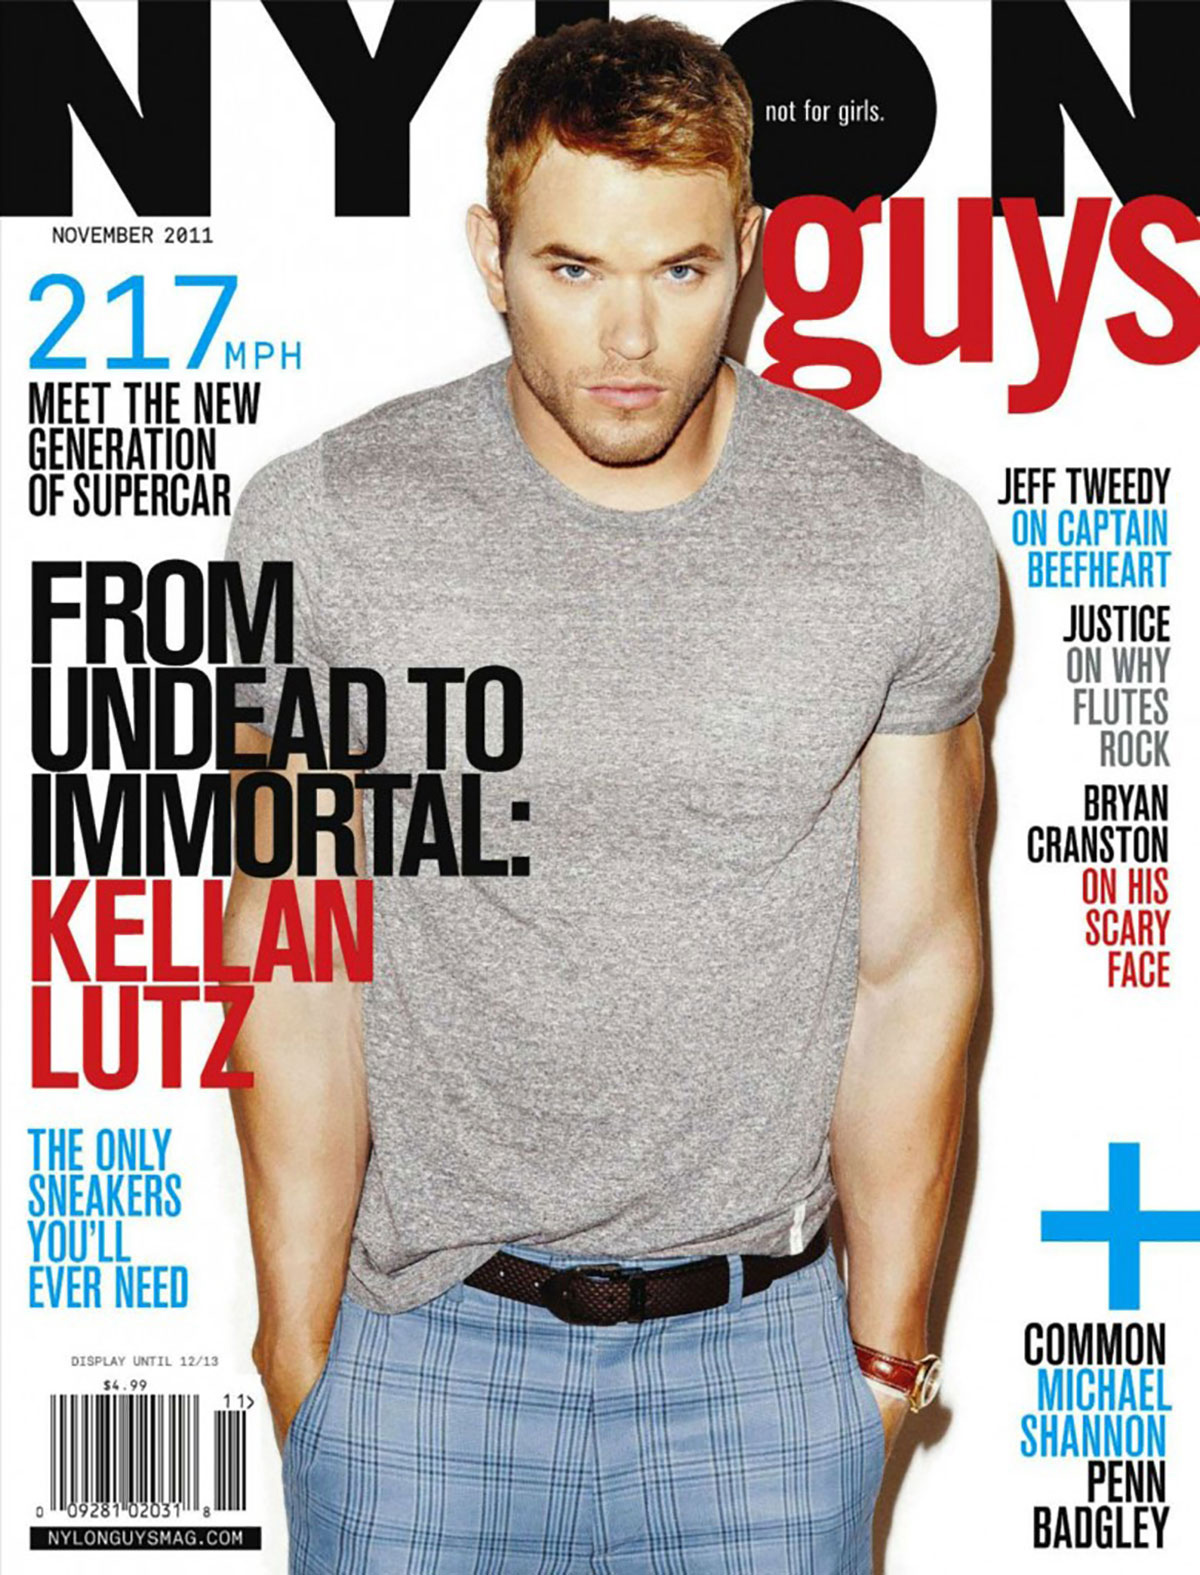 NYLON
not for girls.
guys
NOVEMBER 2011
217MPH
MEET THE NEW
GENERATION
OF SUPERCAR
FROM
UNDEAD TO
IMMORTAL:
KELLAN
LUTZ
THE ONLY
SNEAKERS
YOU'LL
EVER NEED
DISPLAY UNTIL 12/13
$4.99
11>
0 09281 02031 8
NYLONGUYSMAG.COM
JEFF TWEEDY
ON CAPTAIN
BEEFHEART
JUSTICE
ON WHY
FLUTES
ROCK
BRYAN
CRANSTON
ON HIS
SCARY
FACE
+
COMMON
MICHAEL
SHANNON
PENN
BADGLEY